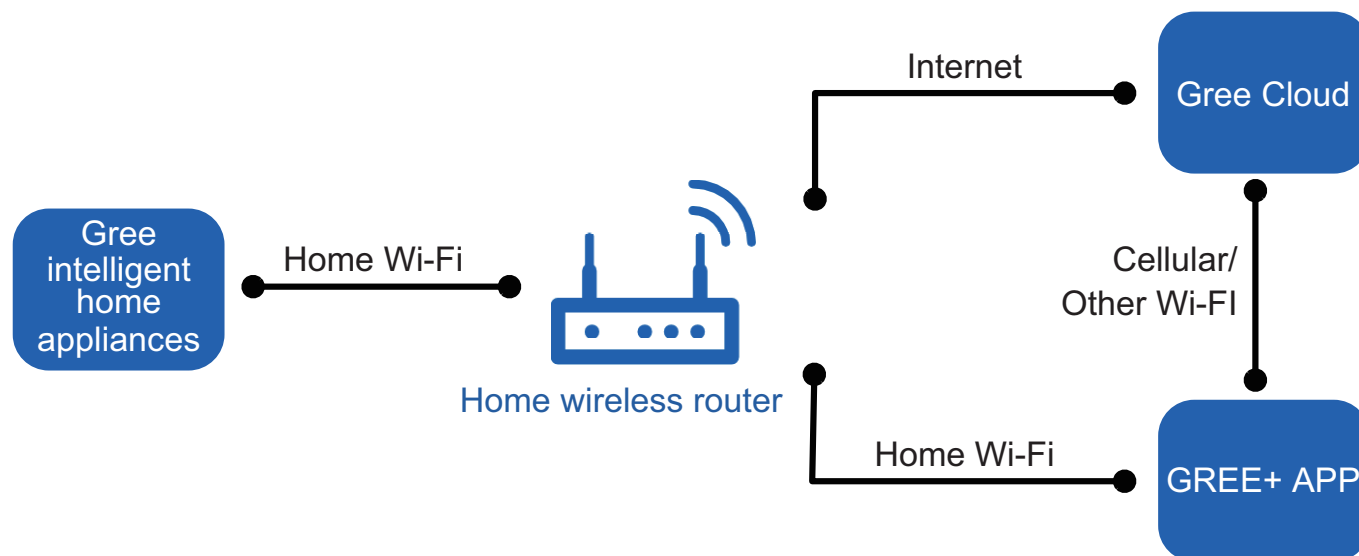 Internet
Gree Cloud
Gree
intelligent
home
appliances
Home Wi-Fi
Cellular/
Other Wi-FI
Home wireless router
Home Wi-Fi
GREE+ APP